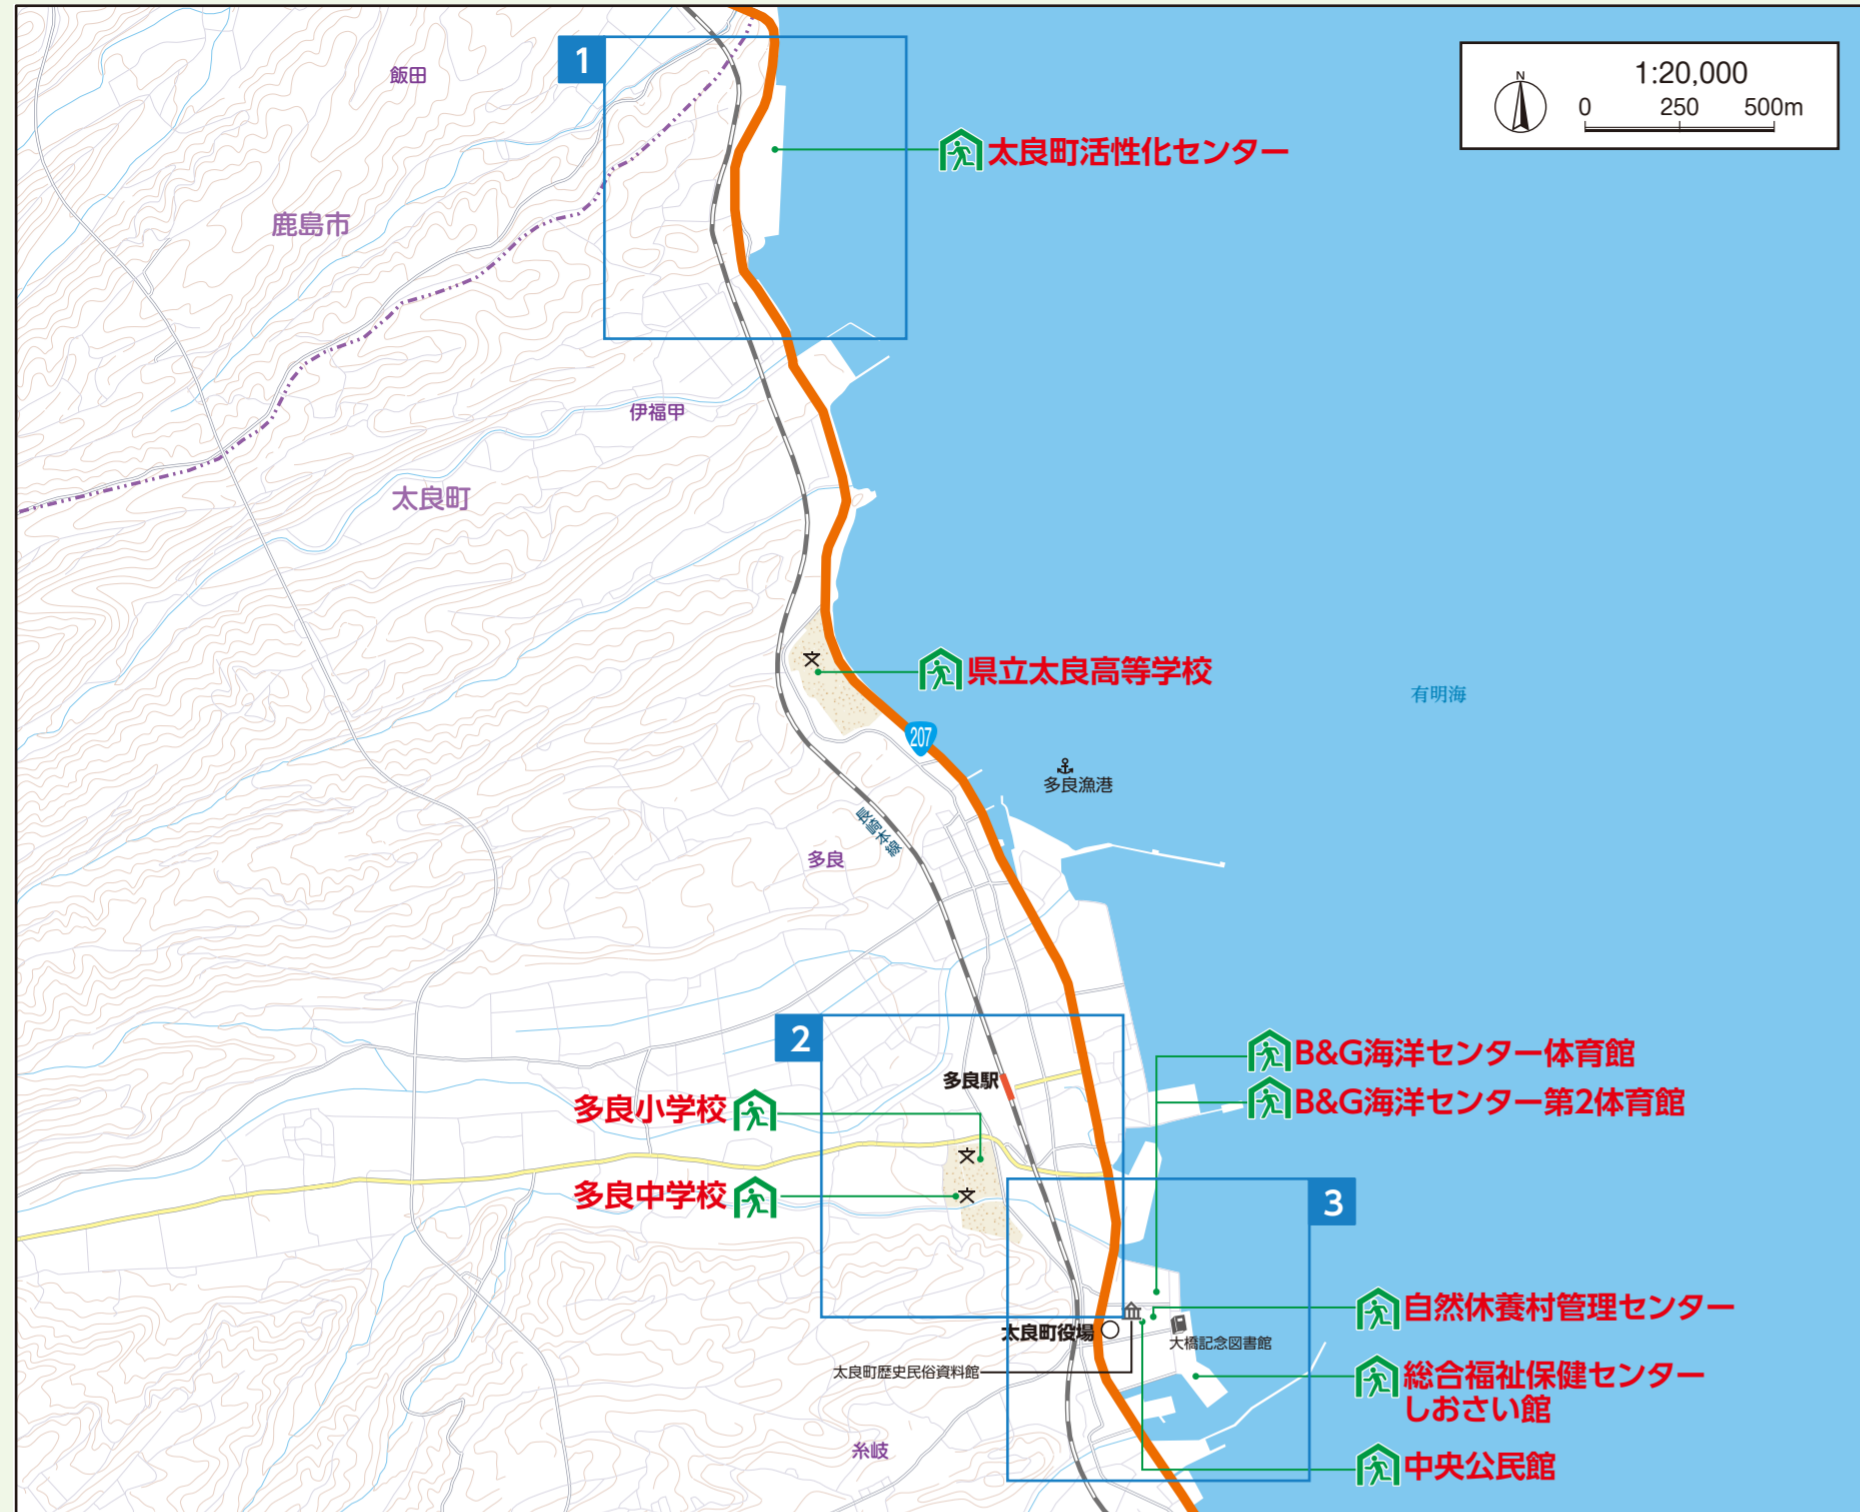 1
飯田
N
1:20,000
0 250 500m
太良町活性化センター
鹿島市
伊福甲
太良町
県立太良高等学校
有明海
207
多良漁港
長崎本線
多良
2
多良駅
B&G海洋センター体育館
B&G海洋センター第2体育館
多良小学校
多良中学校
3
自然休養村管理センター
太良町役場
大橋記念図書館
太良町歴史民俗資料館
総合福祉保健センター
しおさい館
糸岐
中央公民館